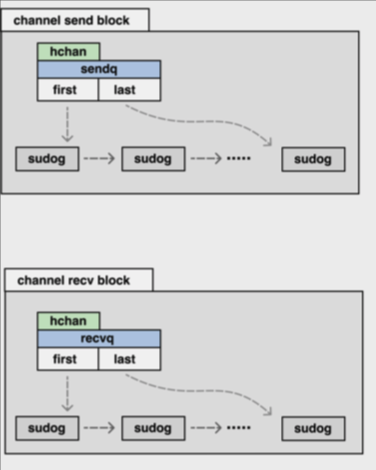 channel send block
hchan
sendq
first last
sudog sudog ..... sudog
channel recv block
hchan
recvq
first last
sudog sudog ..... sudog